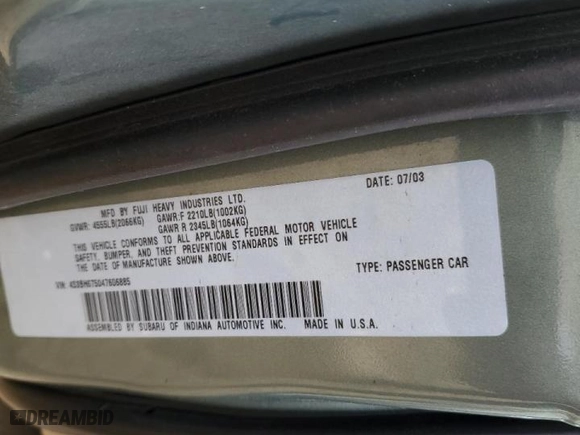 MFD BY FUJI HEAVY INDUSTRIES LTD. DATE: 07/03
GVWR: 4555LB(2066KG) GAWR:F 2210LB(1002KG)
GAWR R 2345LB(1064KG)
THIS VEHICLE CONFORMS TO ALL APPLICABLE FEDERAL MOTOR VEHICLE
SAFETY, BUMPER, AND THEFT PREVENTION STANDARDS IN EFFECT ON
THE DATE OF MANUFACTURE SHOWN ABOVE.
VIN: 4S3BH675047606885 TYPE: PASSENGER CAR
ASSEMBLED BY SUBARU OF INDIANA AUTOMOTIVE INC. MADE IN U.S.A.
DREAMBID